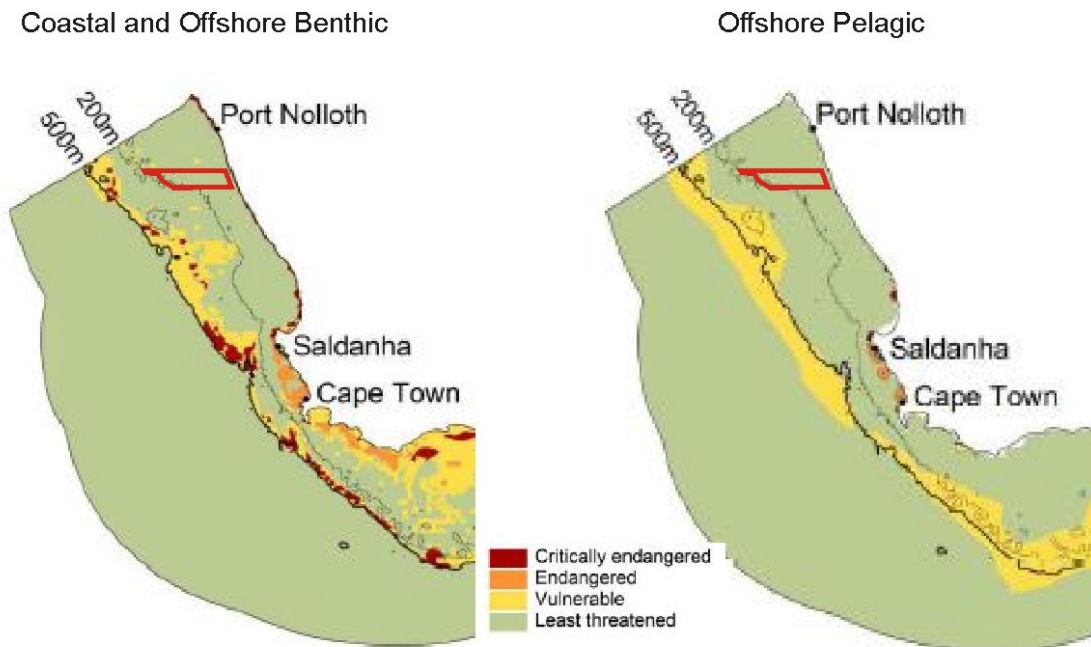 Coastal and Offshore Benthic
Offshore Pelagic
200m
500m
Port Nolloth
Saldanha
Cape Town
200m
500m
Port Nolloth
Saldanha
Cape Town
Critically endangered
Endangered
Vulnerable
Least threatened